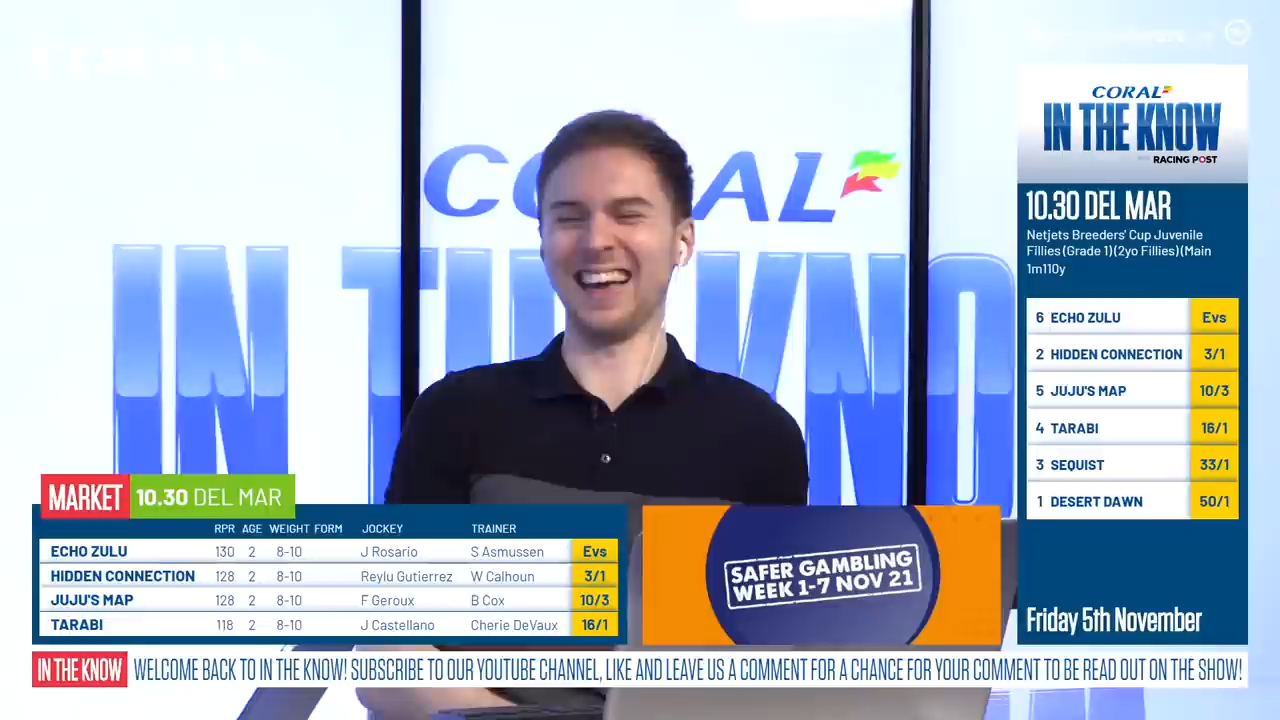 CORAL
IN THE KNO
CORAL
IN THE KNOW
RACING POST
10.30 DEL MAR
Netjets Breeders' Cup Juvenile
Fillies (Grade 1)(2yo Fillies)(Main
1m110y
6 ECHO ZULU Evs
2 HIDDEN CONNECTION 3/1
5 JUJU'S MAP 10/3
4 TARABI 16/1
3 SEQUIST 33/1
1 DESERT DAWN 50/1
Friday 5th November
MARKET 10.30 DEL MAR
RPR AGE WEIGHT FORM JOCKEY TRAINER
ECHO ZULU 130 2 8-10 J Rosario S Asmussen Evs
HIDDEN CONNECTION 128 2 8-10 Reylu Gutierrez W Calhoun 3/1
JUJU'S MAP 128 2 8-10 F Geroux B Cox 10/3
TARABI 118 2 8-10 J Castellano Cherie DeVaux 16/1
SAFER GAMBLING
WEEK 1-7 NOV 21
IN THE KNOW WELCOME BACK TO IN THE KNOW! SUBSCRIBE TO OUR YOUTUBE CHANNEL, LIKE AND LEAVE US A COMMENT FOR A CHANCE FOR YOUR COMMENT TO BE READ OUT ON THE SHOW!